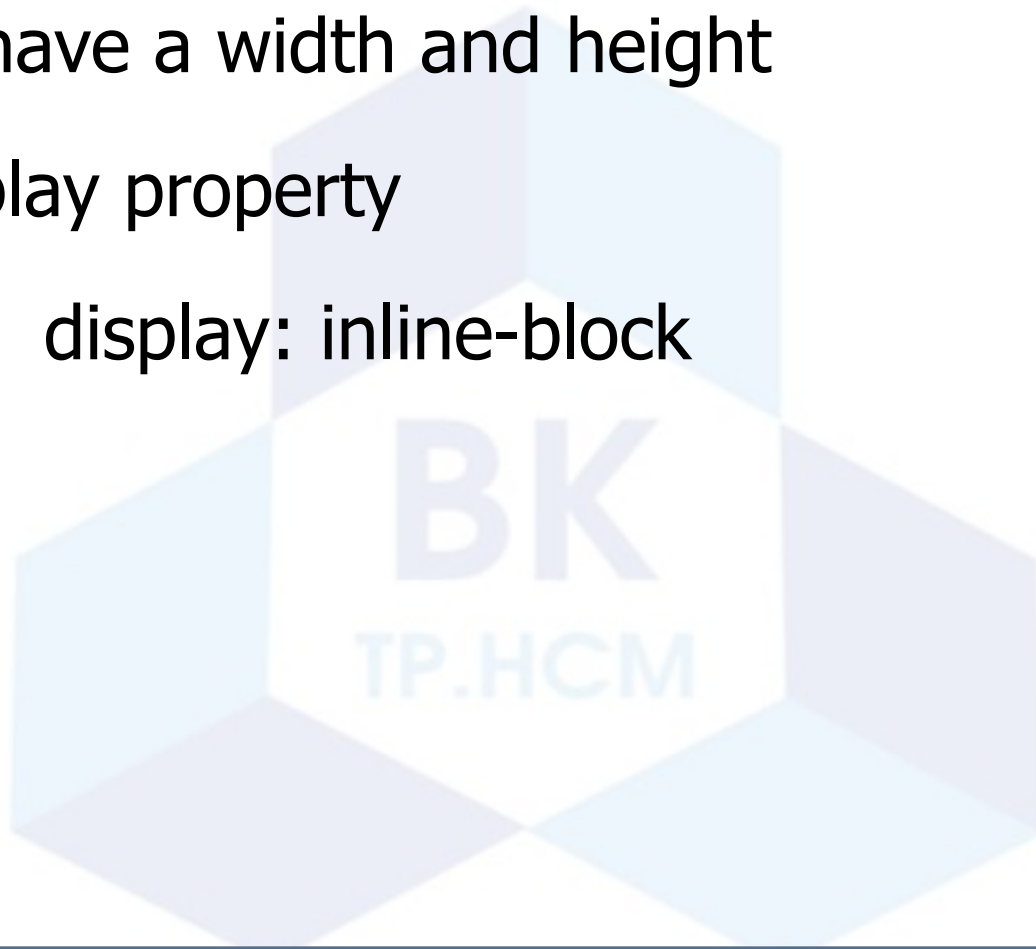 have a width and height
play property
display: inline-block
BK
TP.HCM